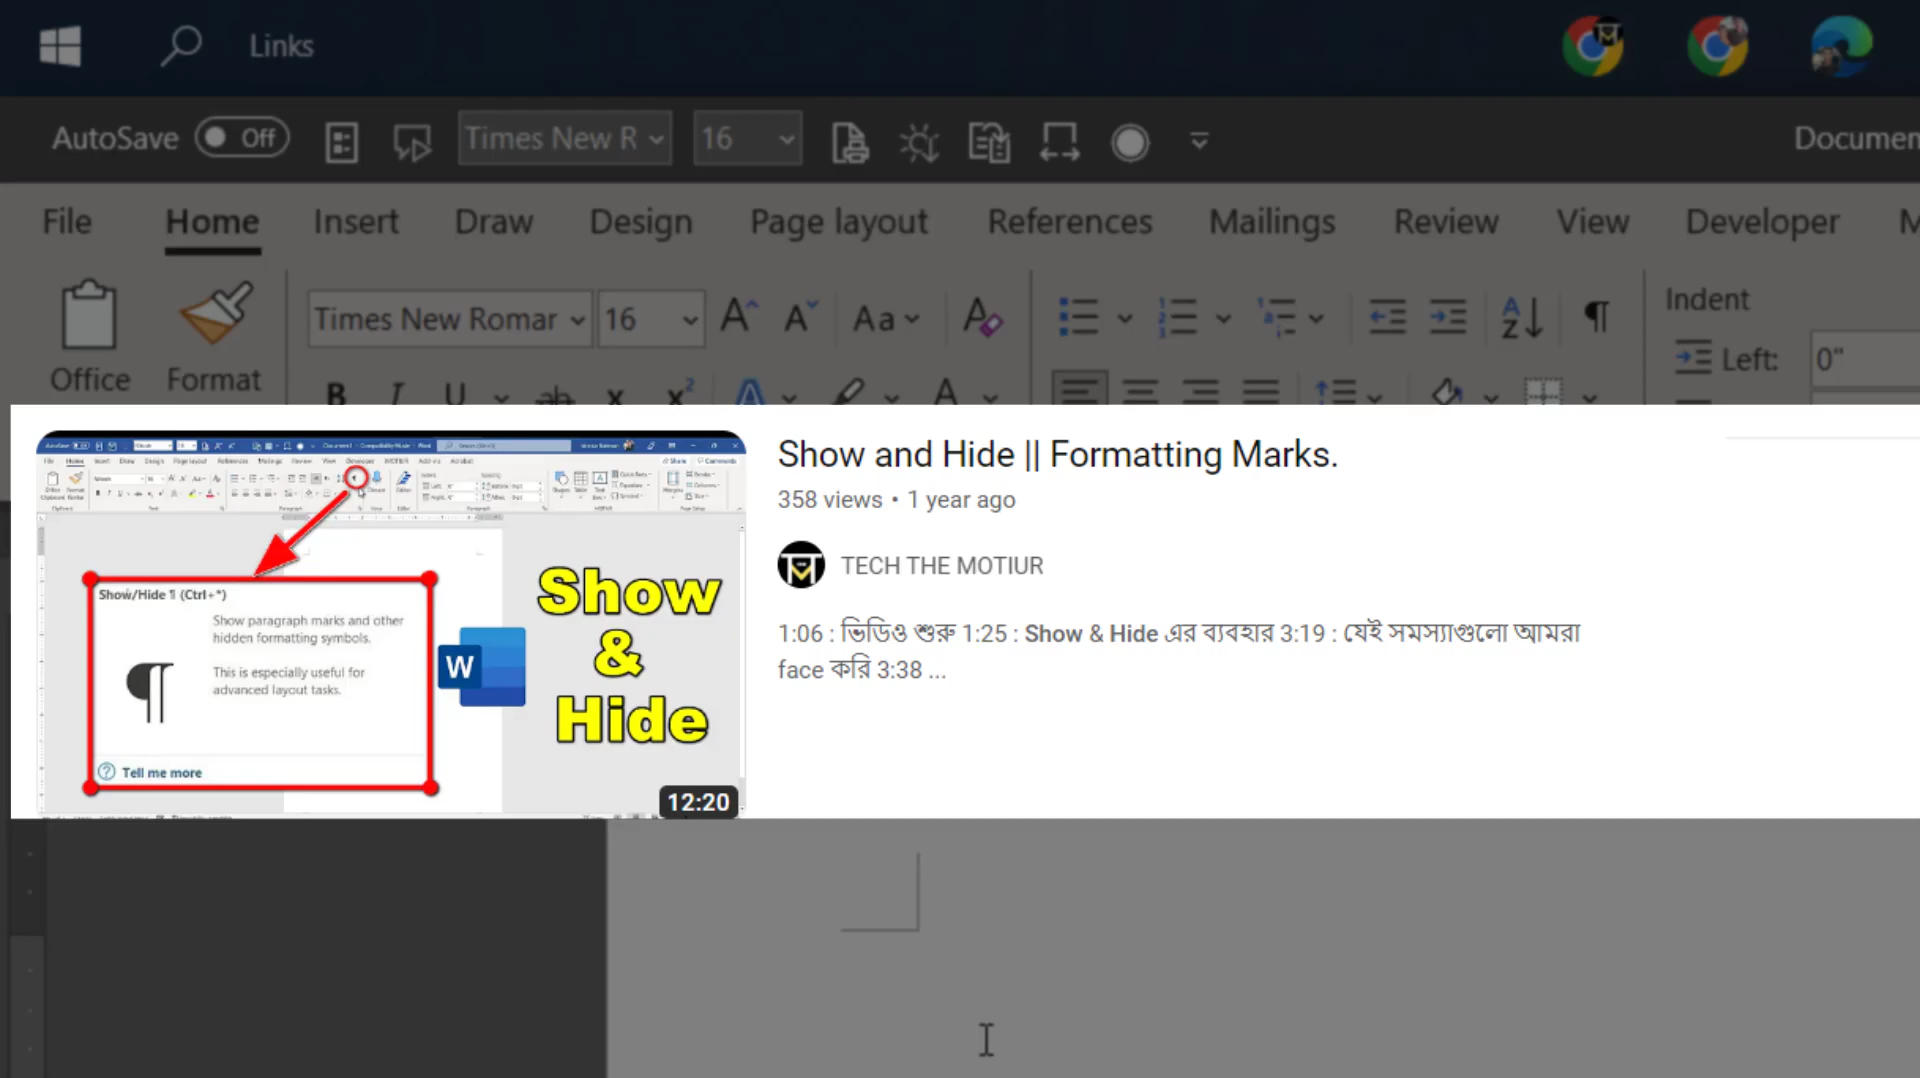 Links
AutoSave Off Times New R 16 Documen
File Home Insert Draw Design Page layout References Mailings Review View Developer M
Times New Romar 16 Aa Indent
Left: 0"
Office Format
B I U ab x x² A A
Show and Hide || Formatting Marks.
358 views • 1 year ago
TECH THE MOTIUR
1:06 : ভিডিও শুরু 1:25 : Show & Hide এর ব্যবহার 3:19 : যেই সমস্যাগুলো আমরা
face করি 3:38 ...
Show/Hide ¶ (Ctrl+*)
Show paragraph marks and other
hidden formatting symbols.
This is especially useful for
advanced layout tasks.
¶
Tell me more
W
Show
&
Hide
12:20